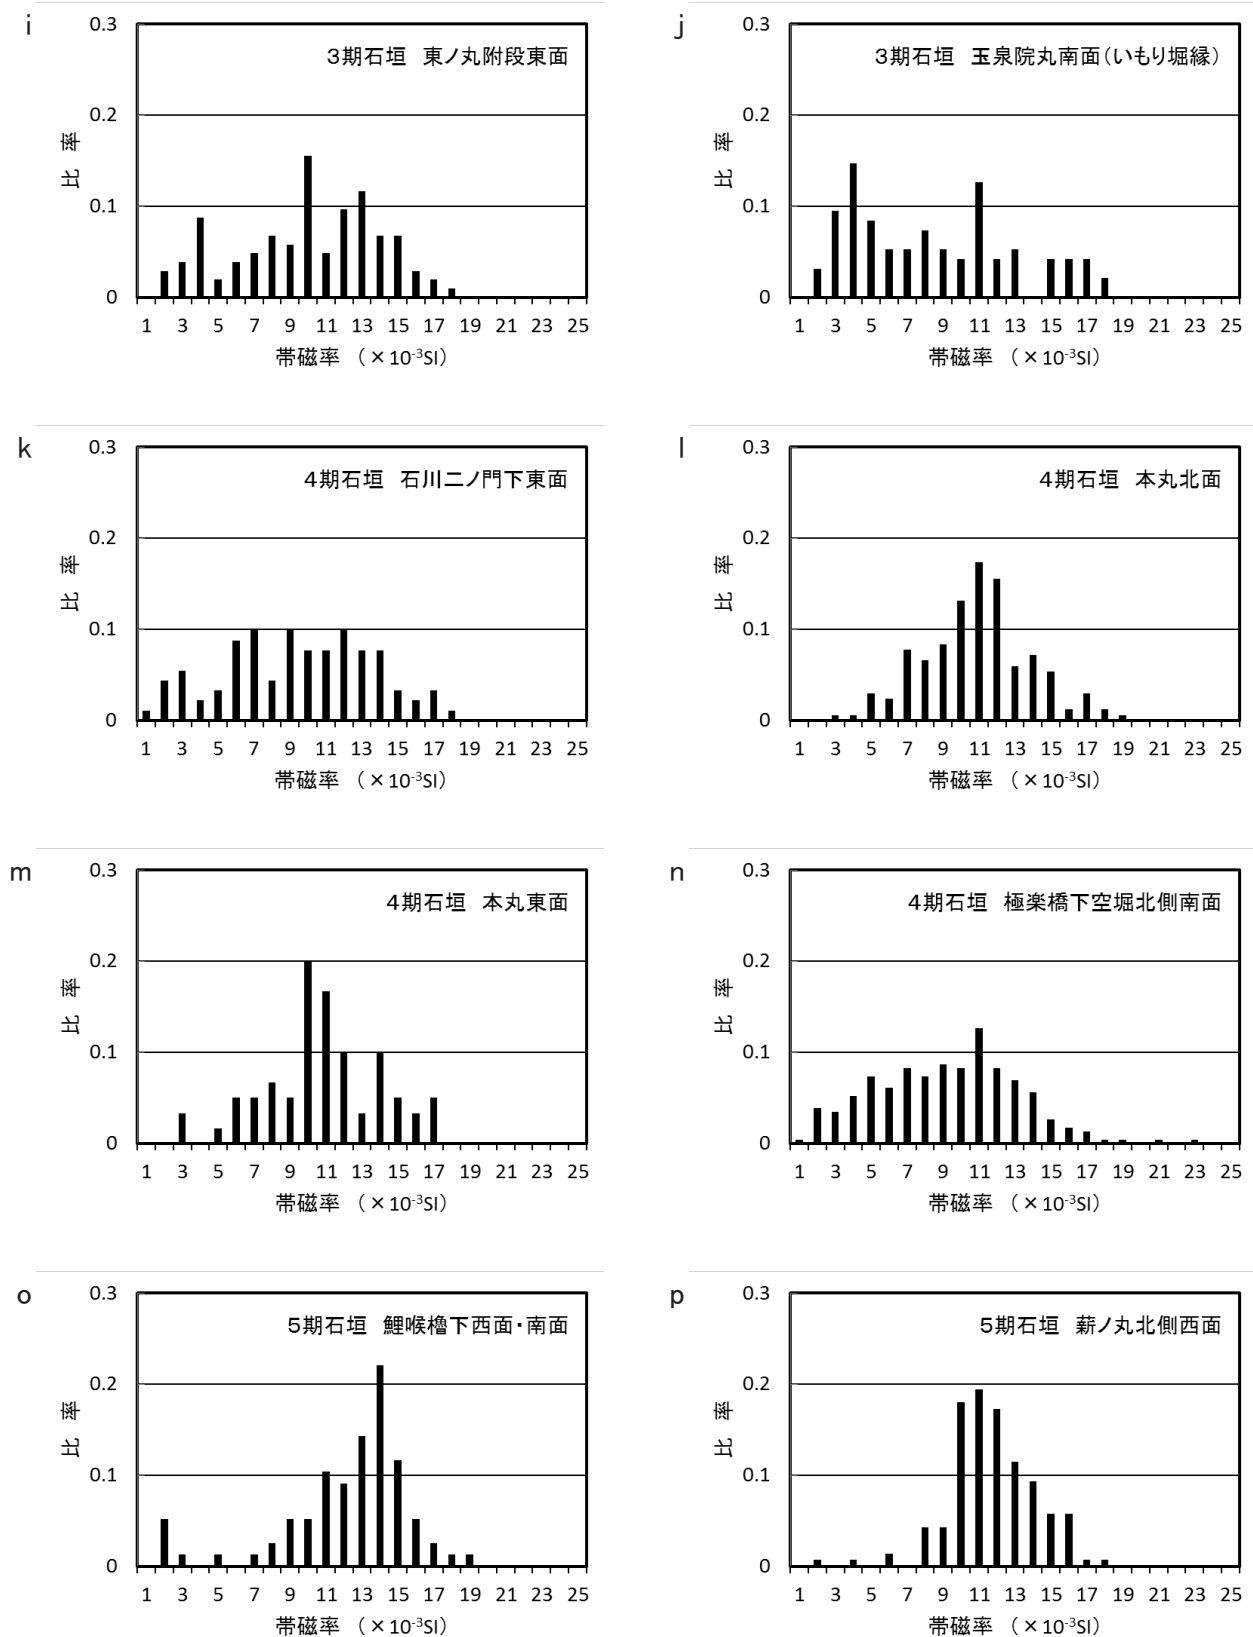 i
3期石垣 東ノ丸附段東面
0.3
0.2
0.1
0
比 率
1 3 5 7 9 11 13 15 17 19 21 23 25
帯磁率 （×10⁻³SI）
j
3期石垣 玉泉院丸南面（いもり堀縁）
0.3
0.2
0.1
0
比 率
1 3 5 7 9 11 13 15 17 19 21 23 25
帯磁率 （×10⁻³SI）
k
4期石垣 石川二ノ門下東面
0.3
0.2
0.1
0
比 率
1 3 5 7 9 11 13 15 17 19 21 23 25
帯磁率 （×10⁻³SI）
l
4期石垣 本丸北面
0.3
0.2
0.1
0
比 率
1 3 5 7 9 11 13 15 17 19 21 23 25
帯磁率 （×10⁻³SI）
m
4期石垣 本丸東面
0.3
0.2
0.1
0
比 率
1 3 5 7 9 11 13 15 17 19 21 23 25
帯磁率 （×10⁻³SI）
n
4期石垣 極楽橋下空堀北側南面
0.3
0.2
0.1
0
比 率
1 3 5 7 9 11 13 15 17 19 21 23 25
帯磁率 （×10⁻³SI）
o
5期石垣 鯉喉櫓下西面・南面
0.3
0.2
0.1
0
比 率
1 3 5 7 9 11 13 15 17 19 21 23 25
帯磁率 （×10⁻³SI）
p
5期石垣 薪ノ丸北側西面
0.3
0.2
0.1
0
比 率
1 3 5 7 9 11 13 15 17 19 21 23 25
帯磁率 （×10⁻³SI）